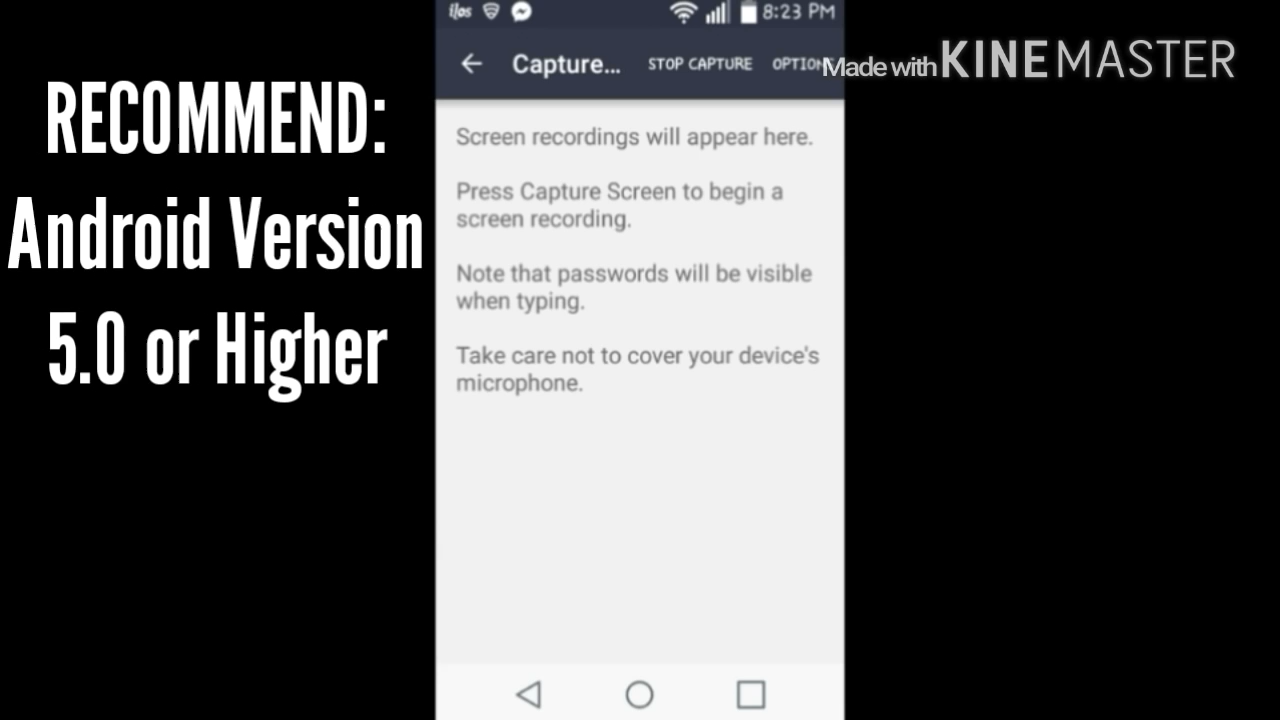 ilos
8:23 PM
Capture...
STOP CAPTURE
OPTION
Made with KINEMASTER
RECOMMEND:
Android Version
5.0 or Higher
Screen recordings will appear here.
Press Capture Screen to begin a
screen recording.
Note that passwords will be visible
when typing.
Take care not to cover your device's
microphone.